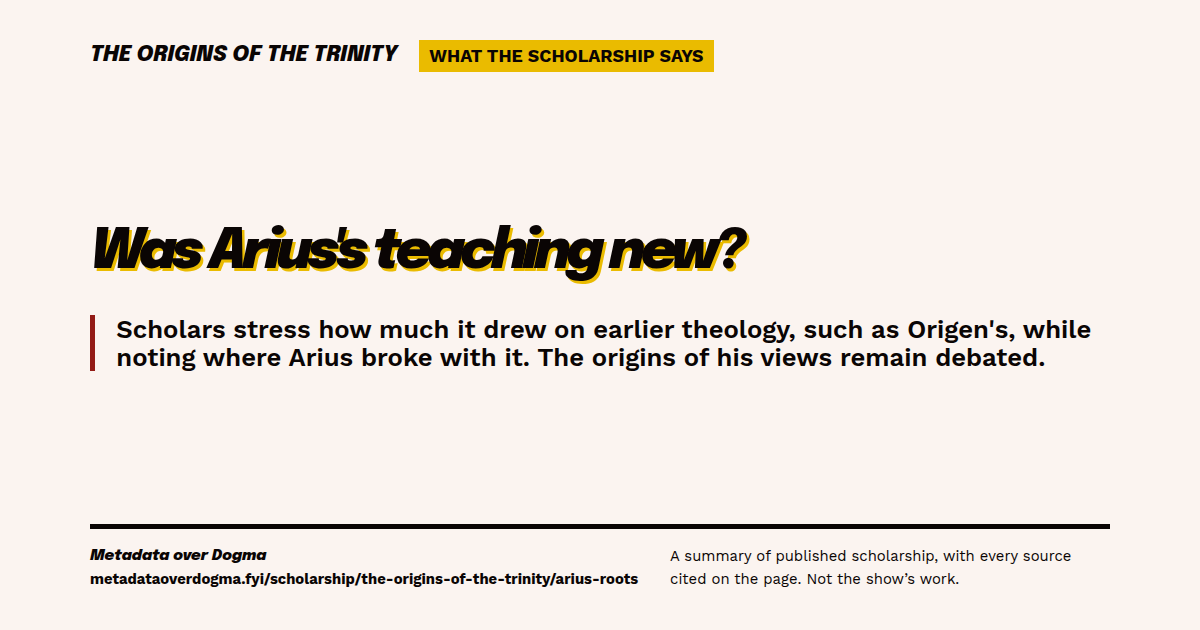 THE ORIGINS OF THE TRINITY
WHAT THE SCHOLARSHIP SAYS
Was Arius's teaching new?
Scholars stress how much it drew on earlier theology, such as Origen's, while
noting where Arius broke with it. The origins of his views remain debated.
Metadata over Dogma
metadataoverdogma.fyi/scholarship/the-origins-of-the-trinity/arius-roots
A summary of published scholarship, with every source
cited on the page. Not the show’s work.